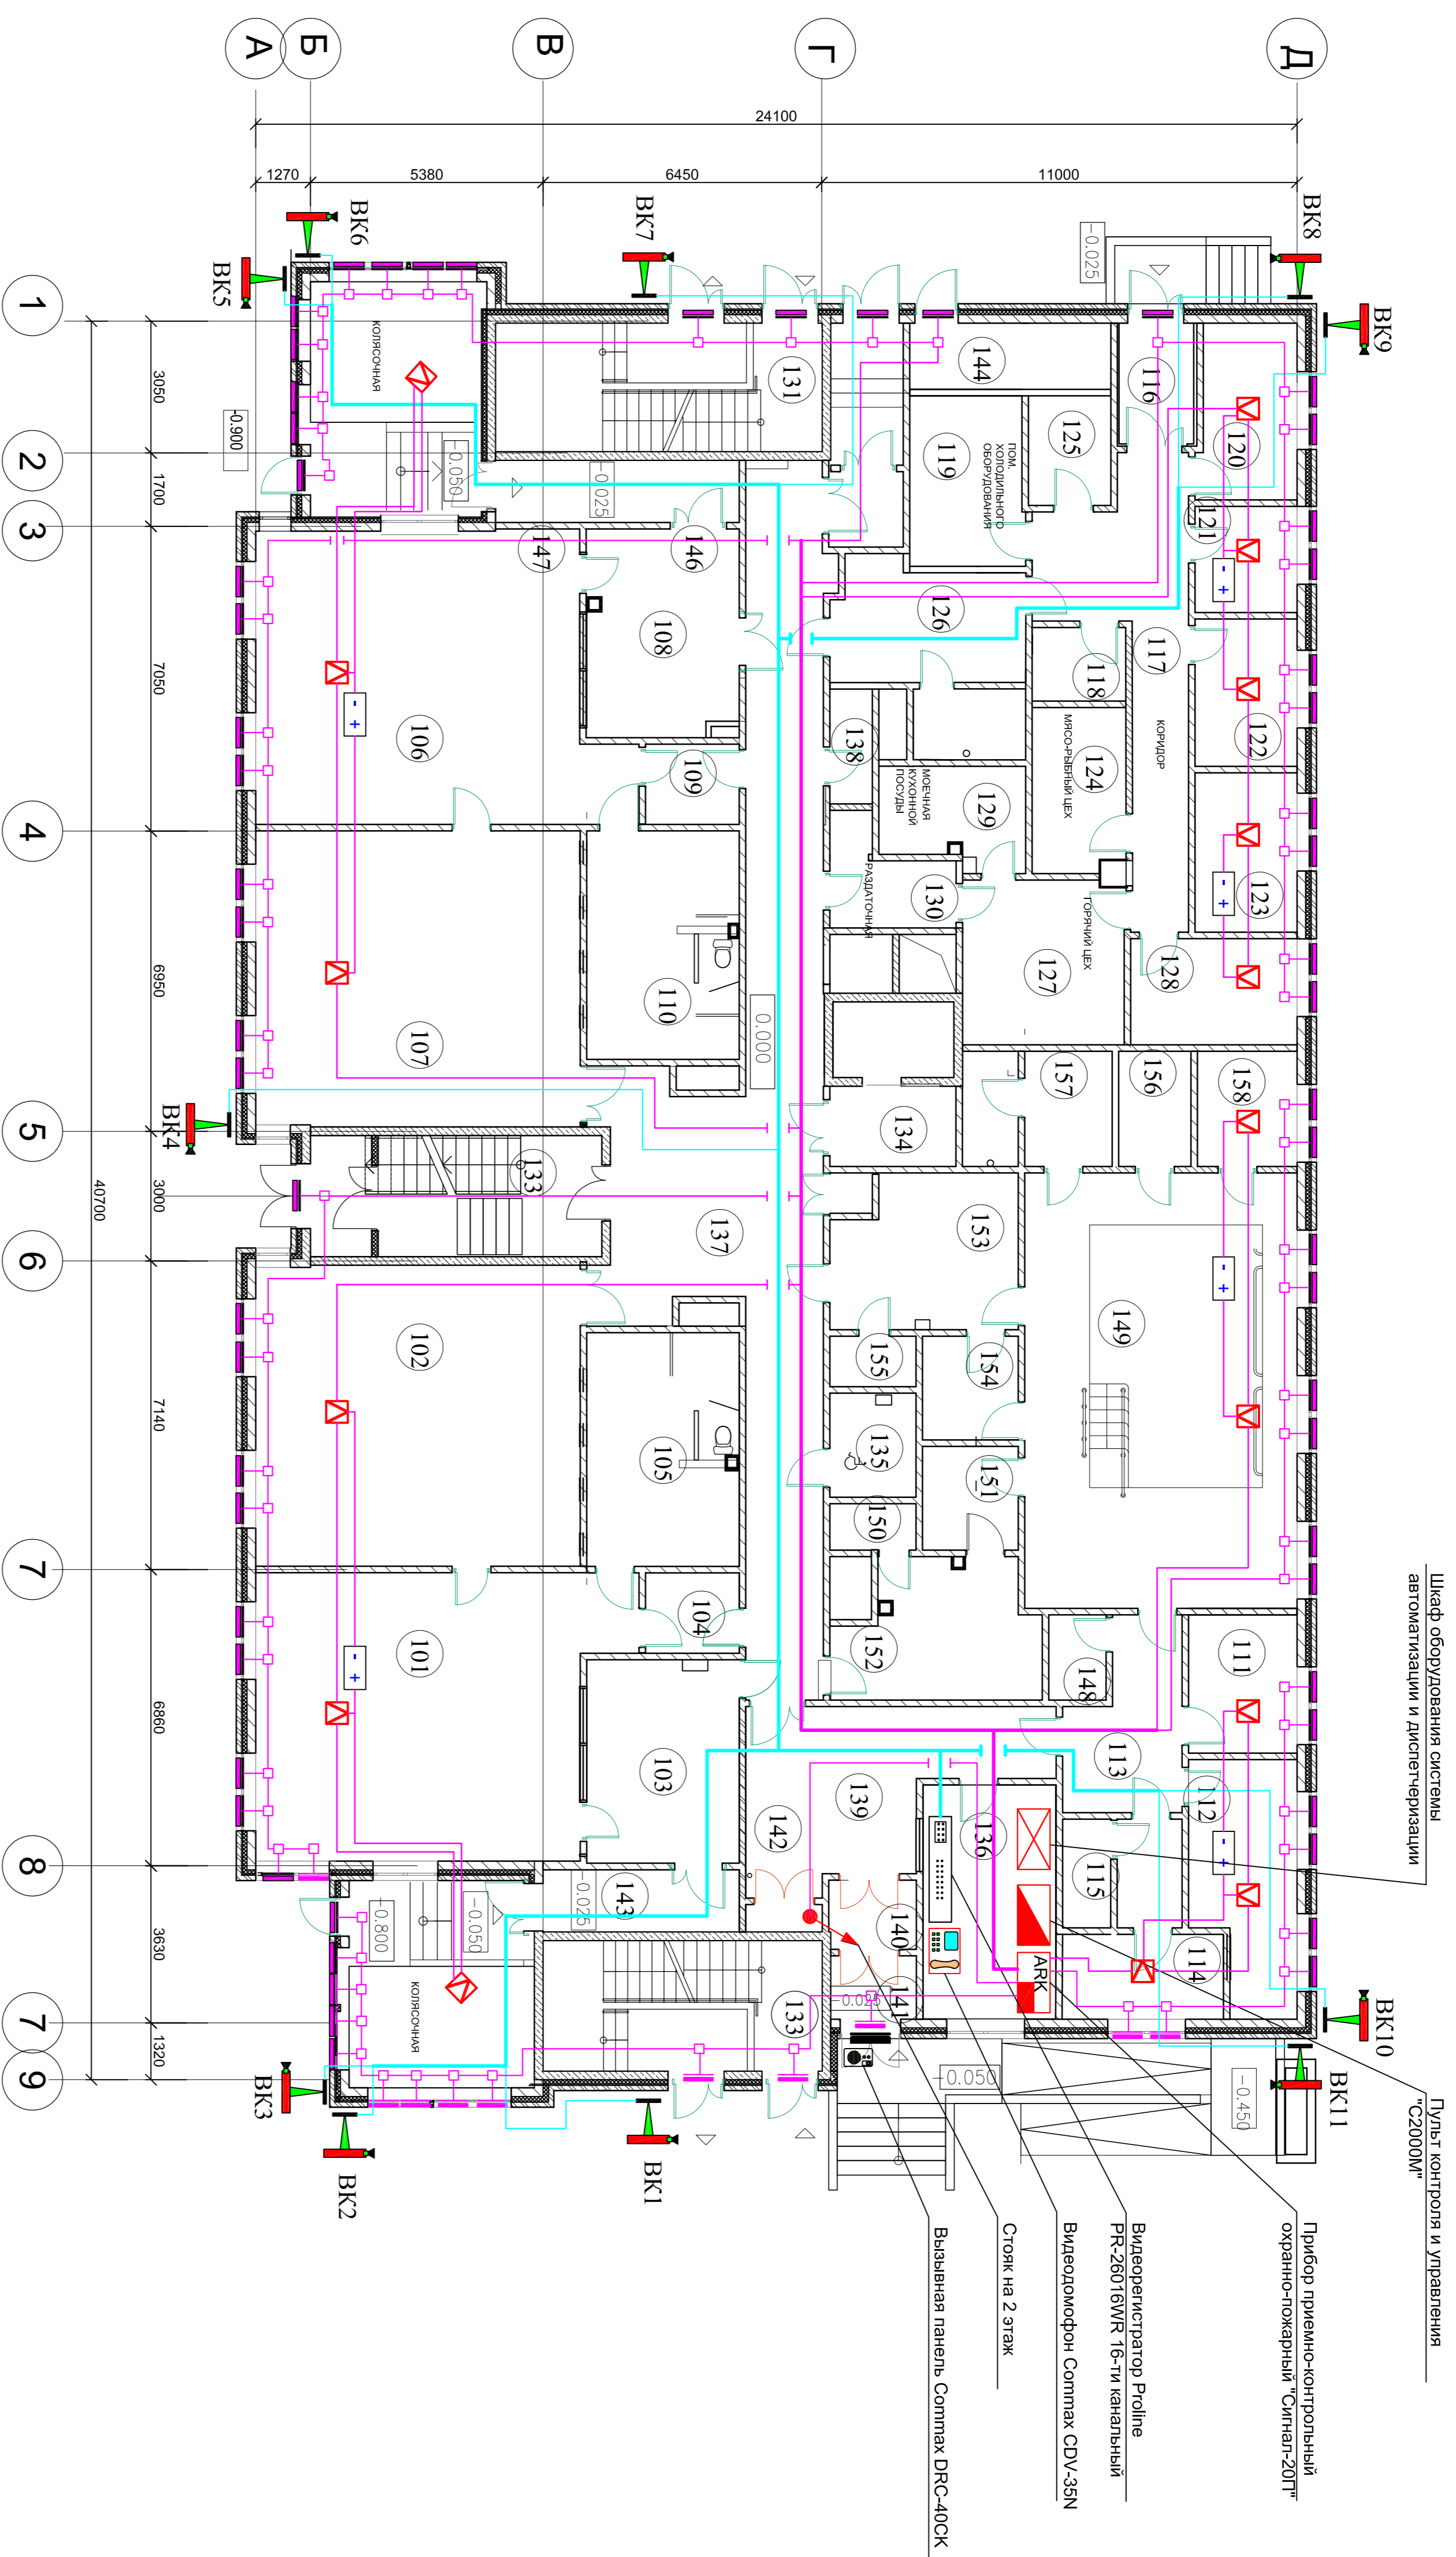 Шкаф оборудования системы
автоматизации и диспетчеризации
Пульт контроля и управления
"С2000М"
Прибор приемно-контрольный
охранно-пожарный "Сигнал-20П"
Видеорегистратор Proline
PR-26016WR 16-ти канальный
Видеодомофон Commax CDV-35N
Стояк на 2 этаж
Вызывная панель Commax DRC-40CK
Д
Г
В
Б
А
24100
11000
6450
5380
1270
ВК8
ВК9
ВК7
ВК6
ВК5
ВК4
ВК10
ВК11
ВК1
ВК2
ВК3
1
2
3
4
5
6
7
8
7
9
3050
1700
7050
6950
3000
7140
6860
3630
1320
40700
-0.025
120
121
122
123
158
149
111
112
114
116
117
КОРИДОР
128
156
113
115
125
118
124
МЯСО-РЫБНЫЙ ЦЕХ
ГОРЯЧИЙ ЦЕХ
127
157
148
144
119
ПОМ.
ХОЛОДИЛЬНОГО
ОБОРУДОВАНИЯ
126
129
МОЕЧНАЯ
КУХОННОЙ
ПОСУДЫ
130
РАЗДАТОЧНАЯ
138
134
153
154
155
135
151
150
152
136
ARK
139
140
141
142
-0.025
-0.050
-0.450
131
-0.025
146
147
108
109
110
0.000
137
133
105
104
103
143
-0.025
133
КОЛЯСОЧНАЯ
-0.050
-0.900
106
- +
107
102
101
- +
-0.050
-0.800
КОЛЯСОЧНАЯ
- +
- +
- +
- +